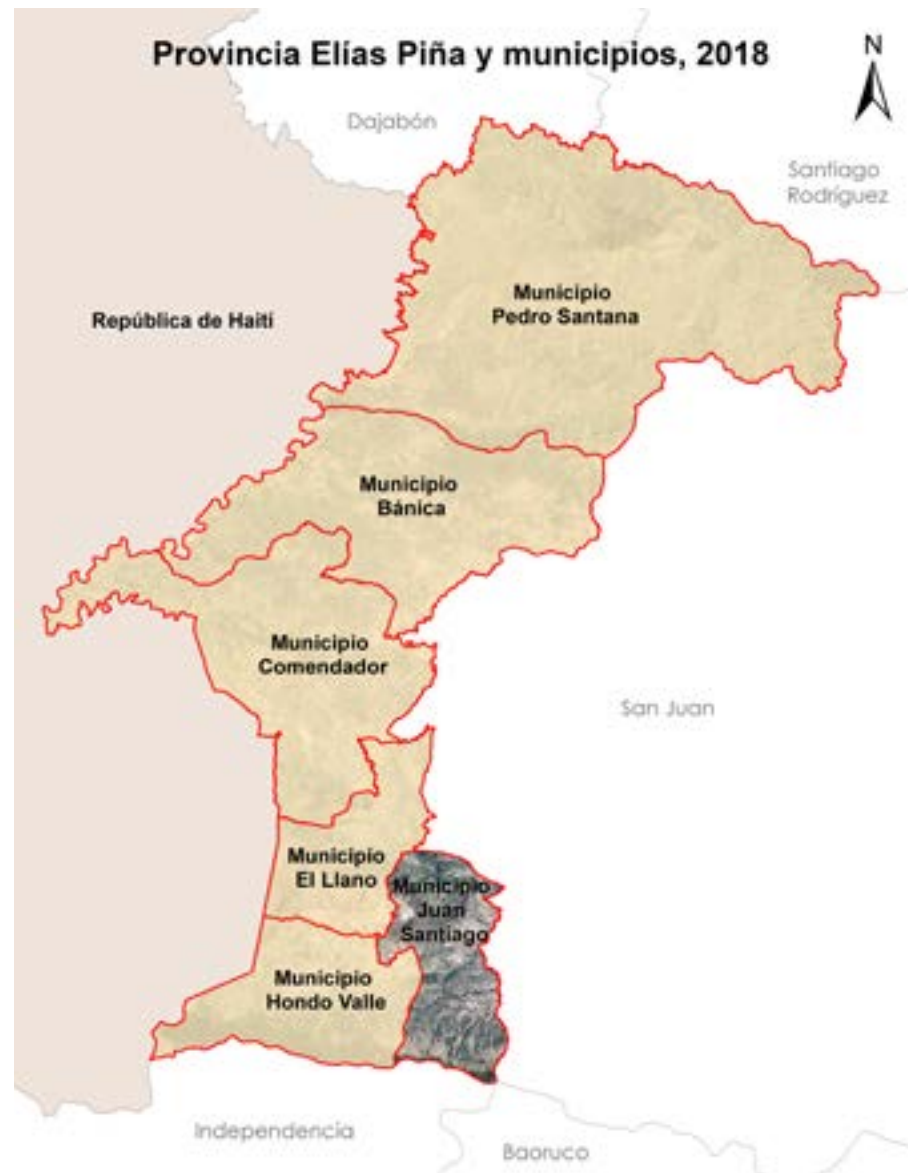 Provincia Elías Piña y municipios, 2018
N
Dajabón
Santiago
Rodríguez
Municipio
Pedro Santana
República de Haití
Municipio
Bánica
Municipio
Comendador
San Juan
Municipio
El Llano
Municipio
Juan
Santiago
Municipio
Hondo Valle
Independencia
Baoruco